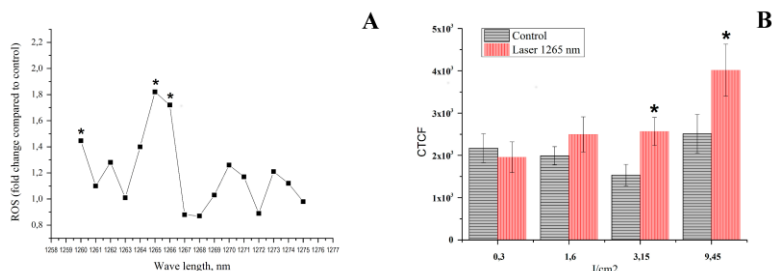 A
B
ROS (fold change compared to control)
2,0
1,8
1,6
1,4
1,2
1,0
0,8
*
*
*
1258 1259 1260 1261 1262 1263 1264 1265 1266 1267 1268 1269 1270 1271 1272 1273 1274 1275 1276 1277
Wave length, nm
Control
Laser 1265 nm
CTCF
5x10³
4x10³
3x10³
2x10³
1x10³
0
*
*
0,3 1,6 3,15 9,45
J/cm2